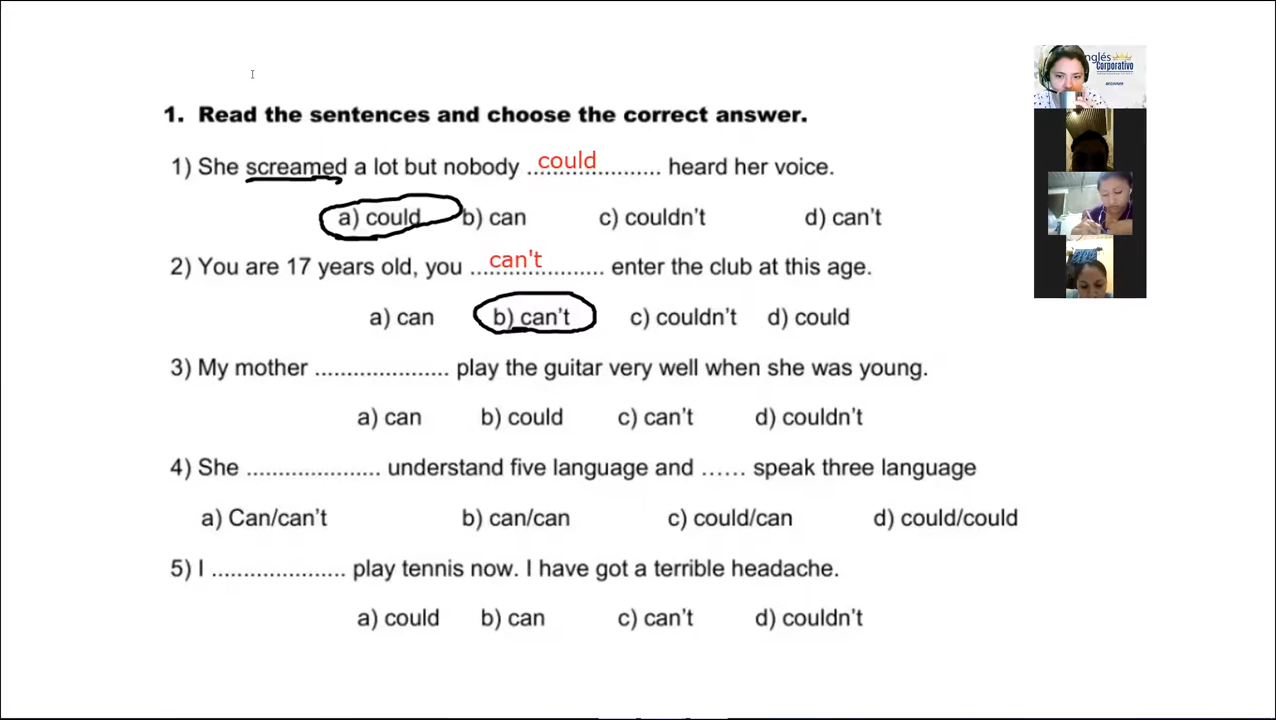 1. Read the sentences and choose the correct answer.
1) She screamed a lot but nobody ...could... heard her voice.
a) could b) can c) couldn't d) can't
2) You are 17 years old, you ...can't... enter the club at this age.
a) can b) can't c) couldn't d) could
3) My mother ..................... play the guitar very well when she was young.
a) can b) could c) can't d) couldn't
4) She ..................... understand five language and ...... speak three language
a) Can/can't b) can/can c) could/can d) could/could
5) I ..................... play tennis now. I have got a terrible headache.
a) could b) can c) can't d) couldn't
Inglés
Corporativo
BEGINNER